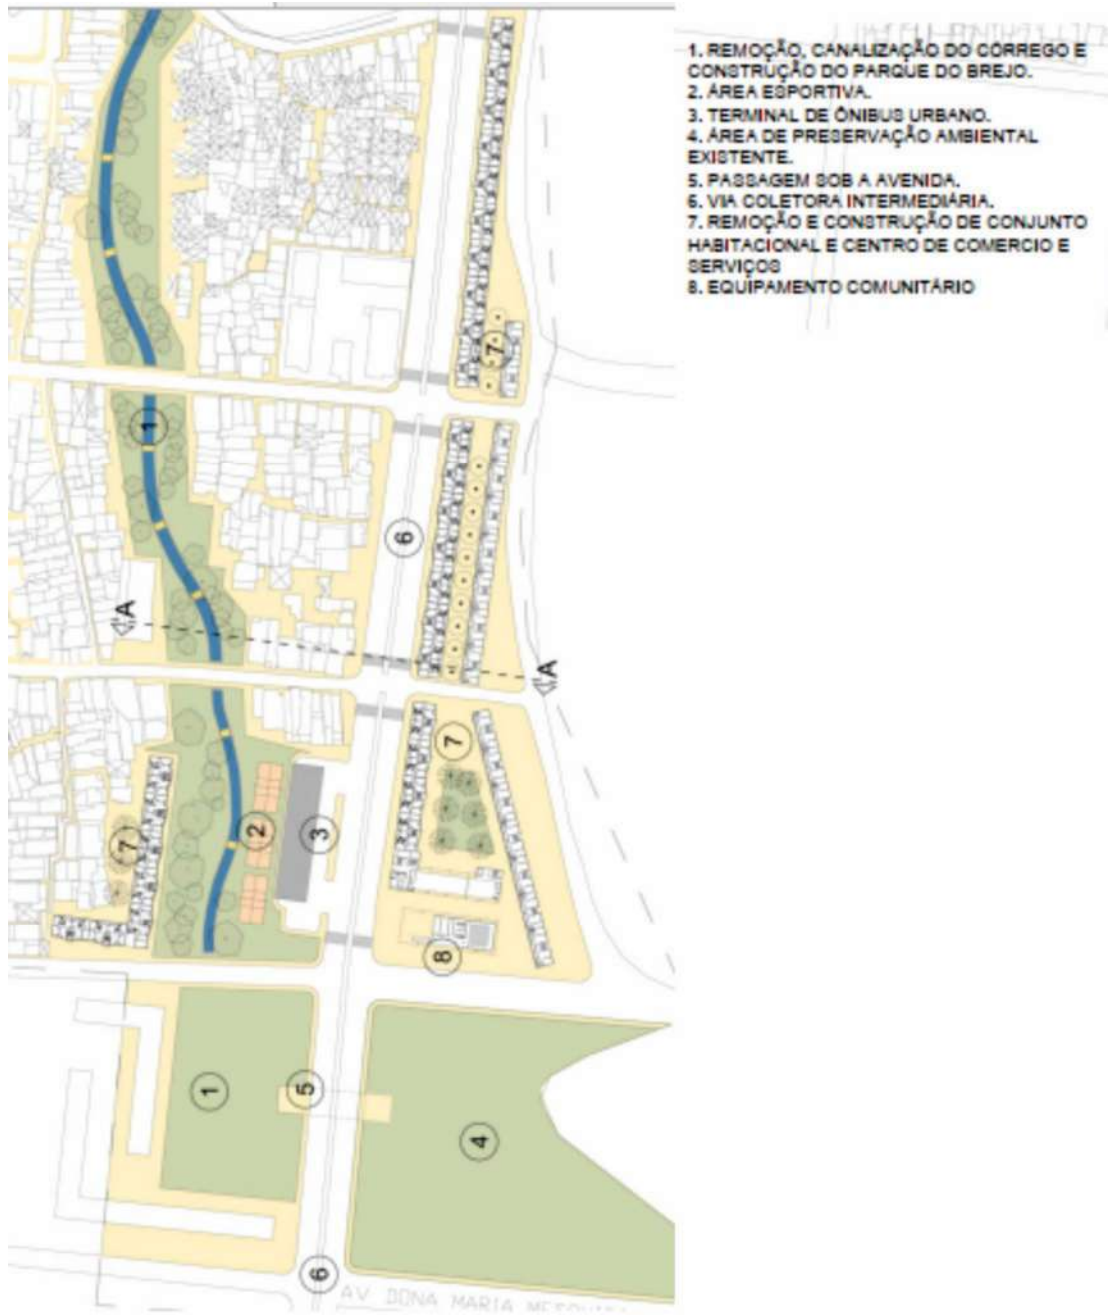 1. REMOÇÃO, CANALIZAÇÃO DO CÓRREGO E
CONSTRUÇÃO DO PARQUE DO BREJO.
2. ÁREA ESPORTIVA.
3. TERMINAL DE ÔNIBUS URBANO.
4. ÁREA DE PRESERVAÇÃO AMBIENTAL
EXISTENTE.
5. PASSAGEM SOB A AVENIDA.
6. VIA COLETORA INTERMEDIÁRIA.
7. REMOÇÃO E CONSTRUÇÃO DE CONJUNTO
HABITACIONAL E CENTRO DE COMERCIO E
SERVIÇOS
8. EQUIPAMENTO COMUNITÁRIO
7
1
6
A
A
7
7
2
3
8
1
5
4
6
AV DONA MARIA